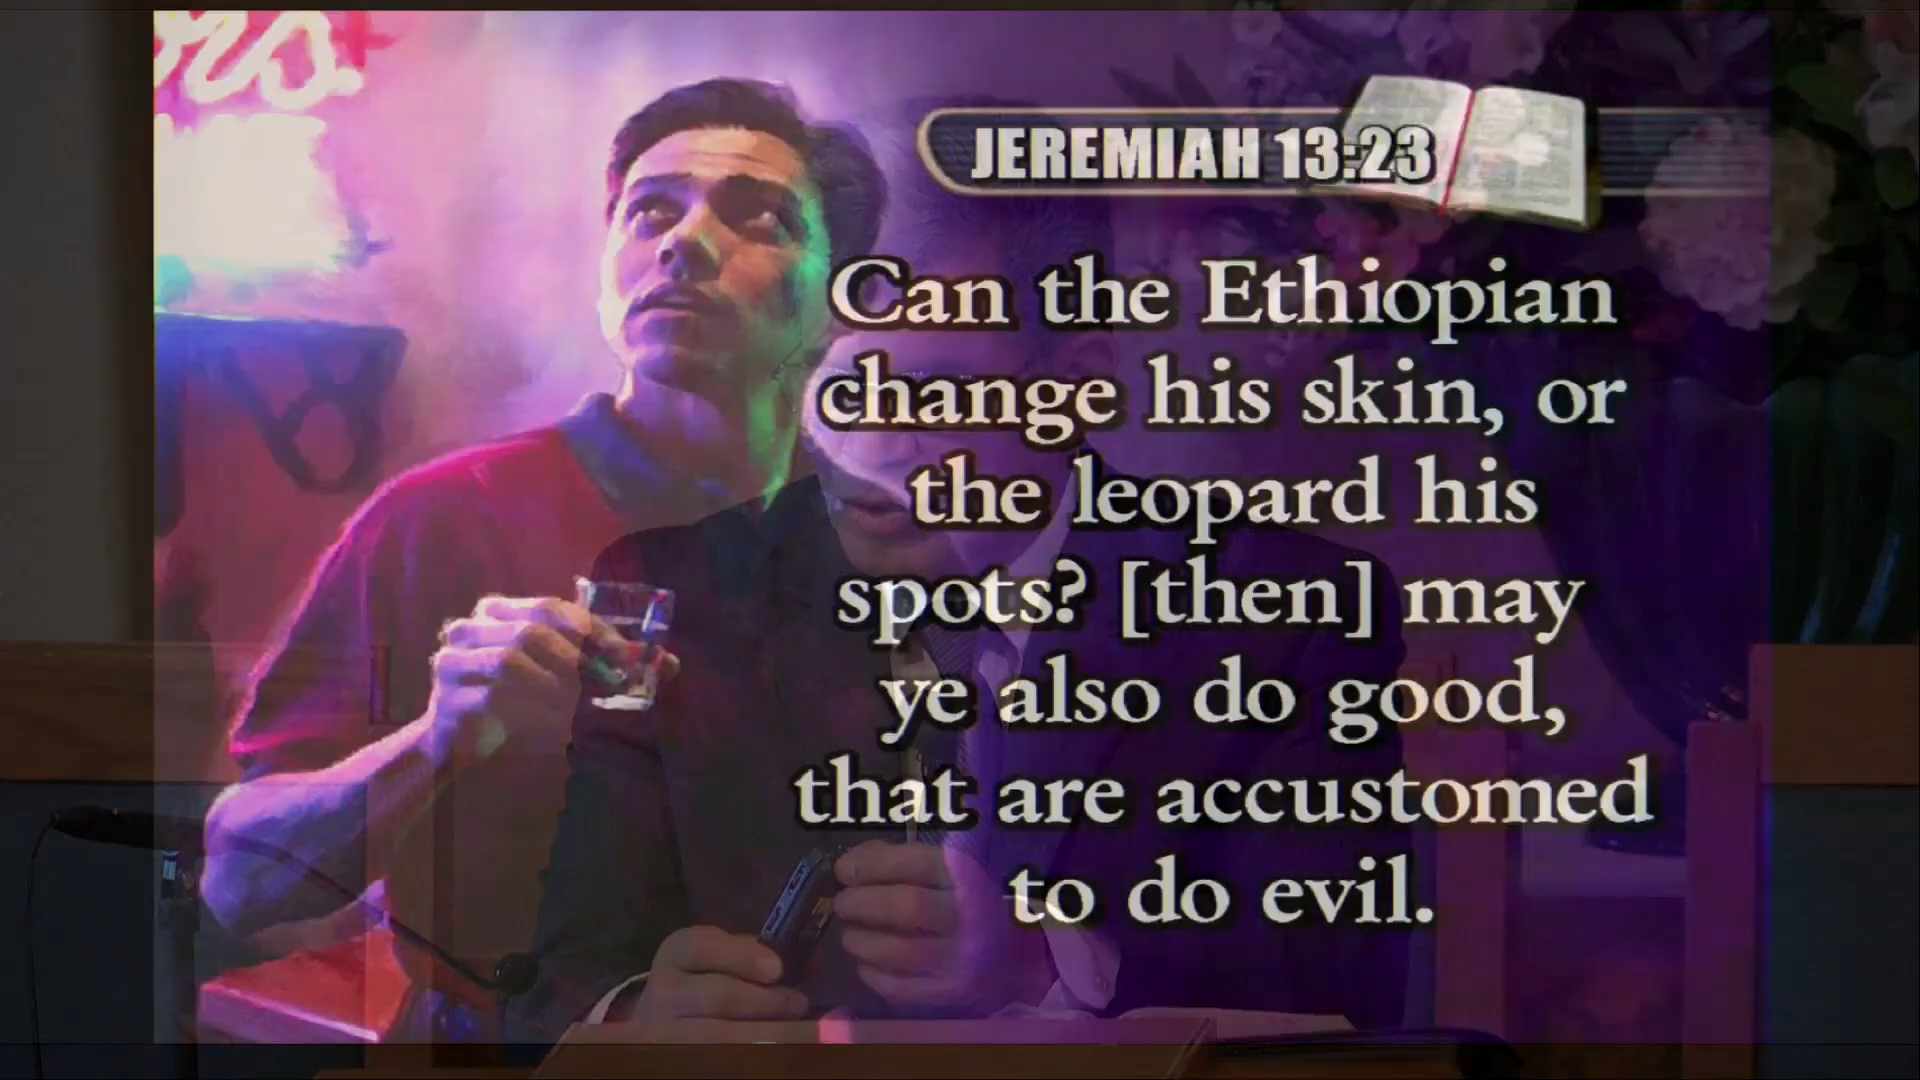 JEREMIAH 13:23
Can the Ethiopian
change his skin, or
the leopard his
spots? [then] may
ye also do good,
that are accustomed
to do evil.